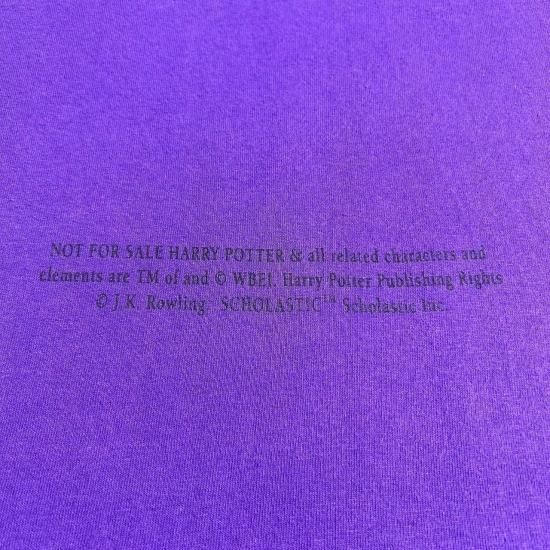 NOT FOR SALE HARRY POTTER & all related characters and
elements are TM of and © WBEI. Harry Potter Publishing Rights
© J.K. Rowling. SCHOLASTIC™ Scholastic Inc.